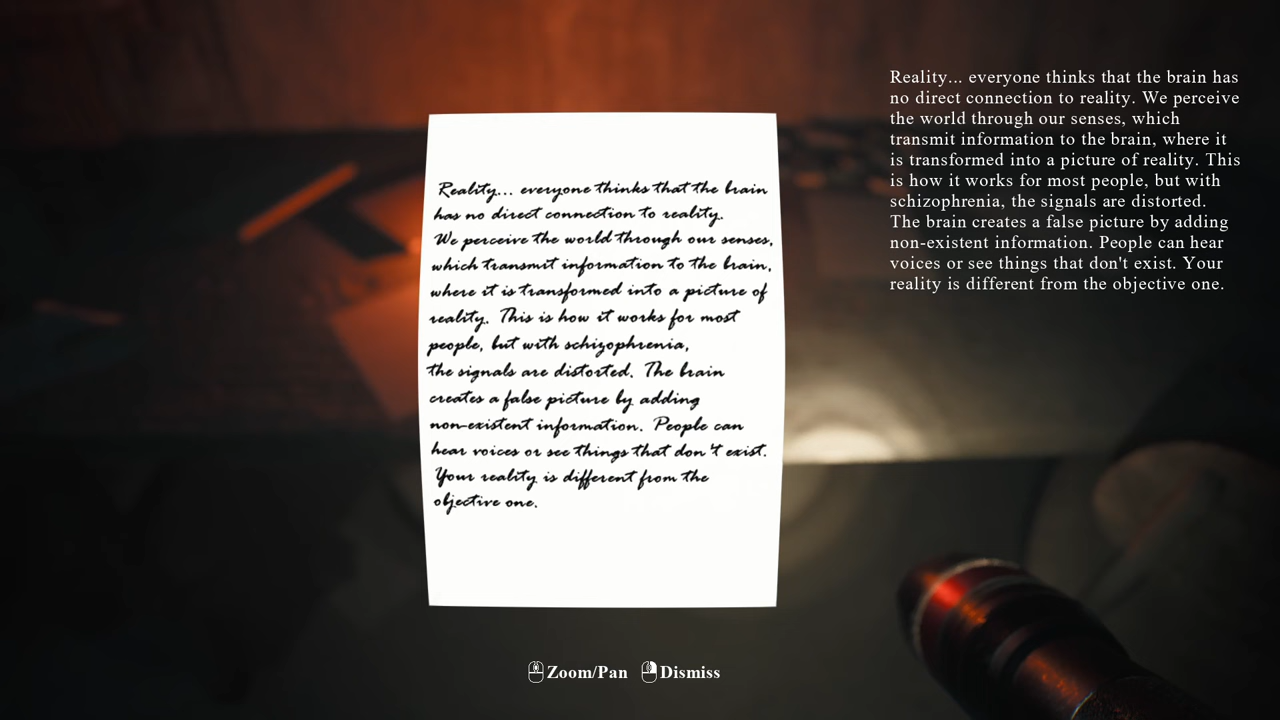 Reality... everyone thinks that the brain
has no direct connection to reality.
We perceive the world through our senses,
which transmit information to the brain,
where it is transformed into a picture of
reality. This is how it works for most
people, but with schizophrenia,
the signals are distorted. The brain
creates a false picture by adding
non-existent information. People can
hear voices or see things that don't exist.
Your reality is different from the
objective one.
Reality... everyone thinks that the brain has
no direct connection to reality. We perceive
the world through our senses, which
transmit information to the brain, where it
is transformed into a picture of reality. This
is how it works for most people, but with
schizophrenia, the signals are distorted.
The brain creates a false picture by adding
non-existent information. People can hear
voices or see things that don't exist. Your
reality is different from the objective one.
Zoom/Pan Dismiss